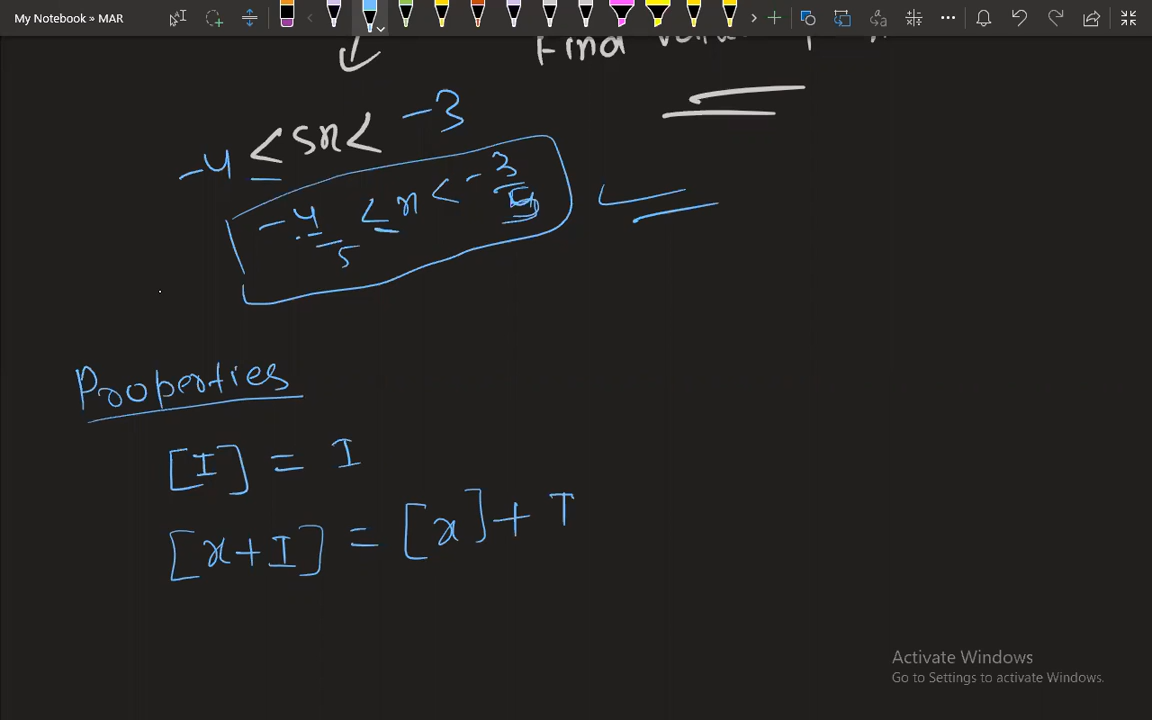 My Notebook » MAR
Find
-4 ≤ 5x < -3
-4/5 ≤ x < -3/5
Properties
[I] = I
[x+I] = [x] + I
Activate Windows
Go to Settings to activate Windows.